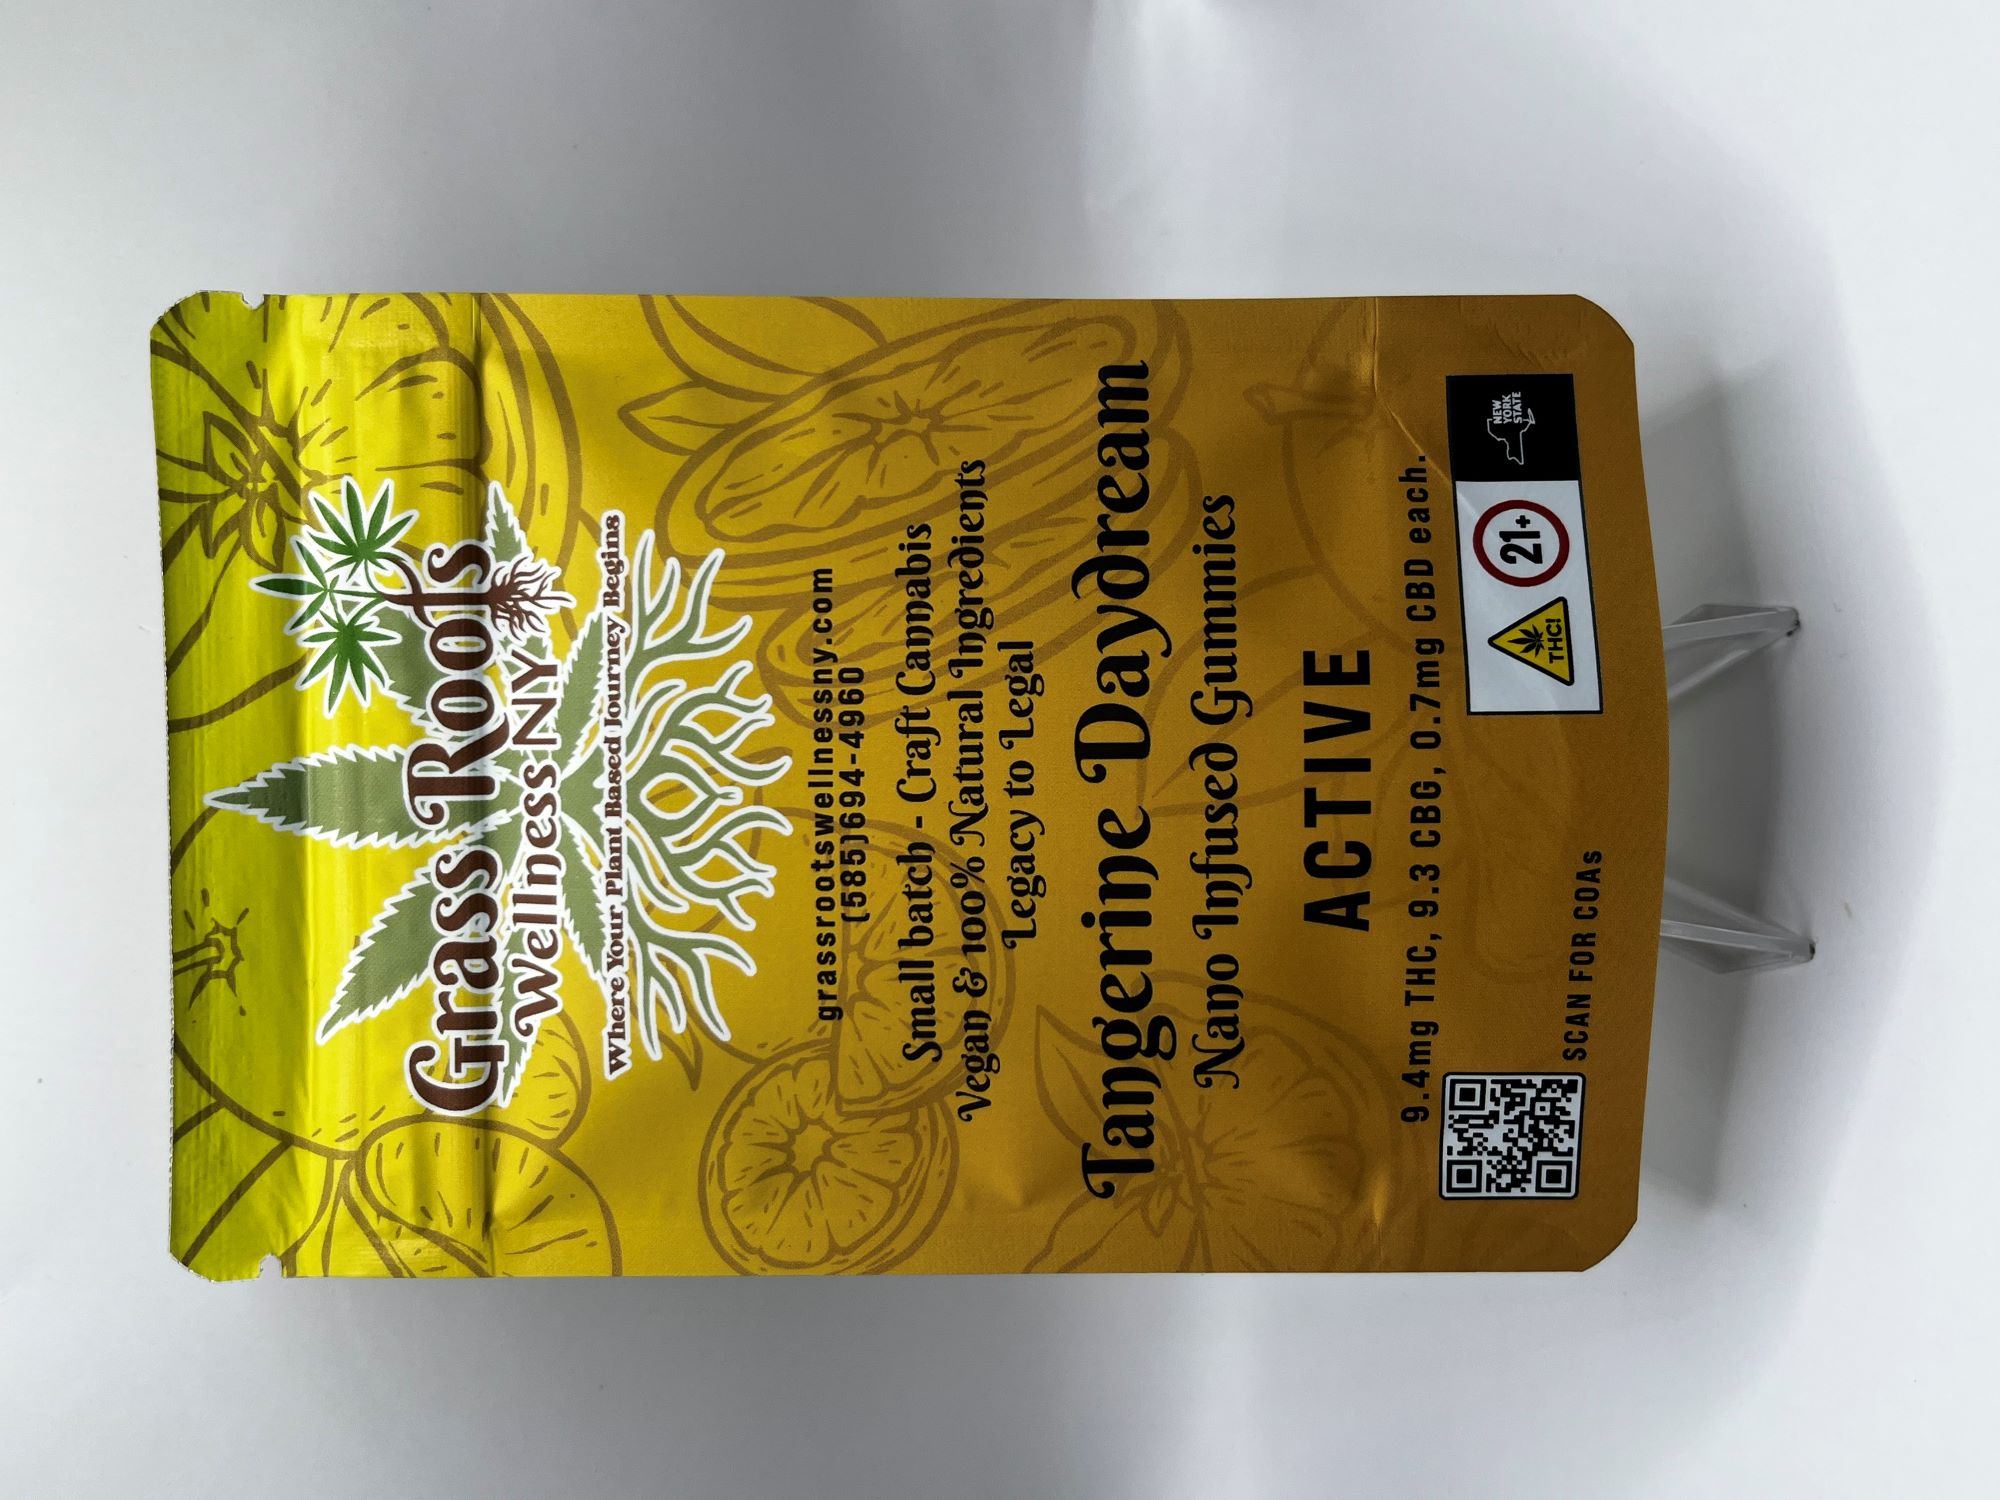 Grass Roots
Wellness NY
Where Your Plant Based Journey Begins
grassrootswellnessny.com
(585)694-4960
Small batch - Craft Cannabis
Vegan & 100% Natural Ingredients
Legacy to Legal
Tangerine Daydream
Nano Infused Gummies
ACTIVE
9.4mg THC, 9.3 CBG, 0.7mg CBD each.
SCAN FOR COAs
THC!
21+
NEW
YORK
STATE